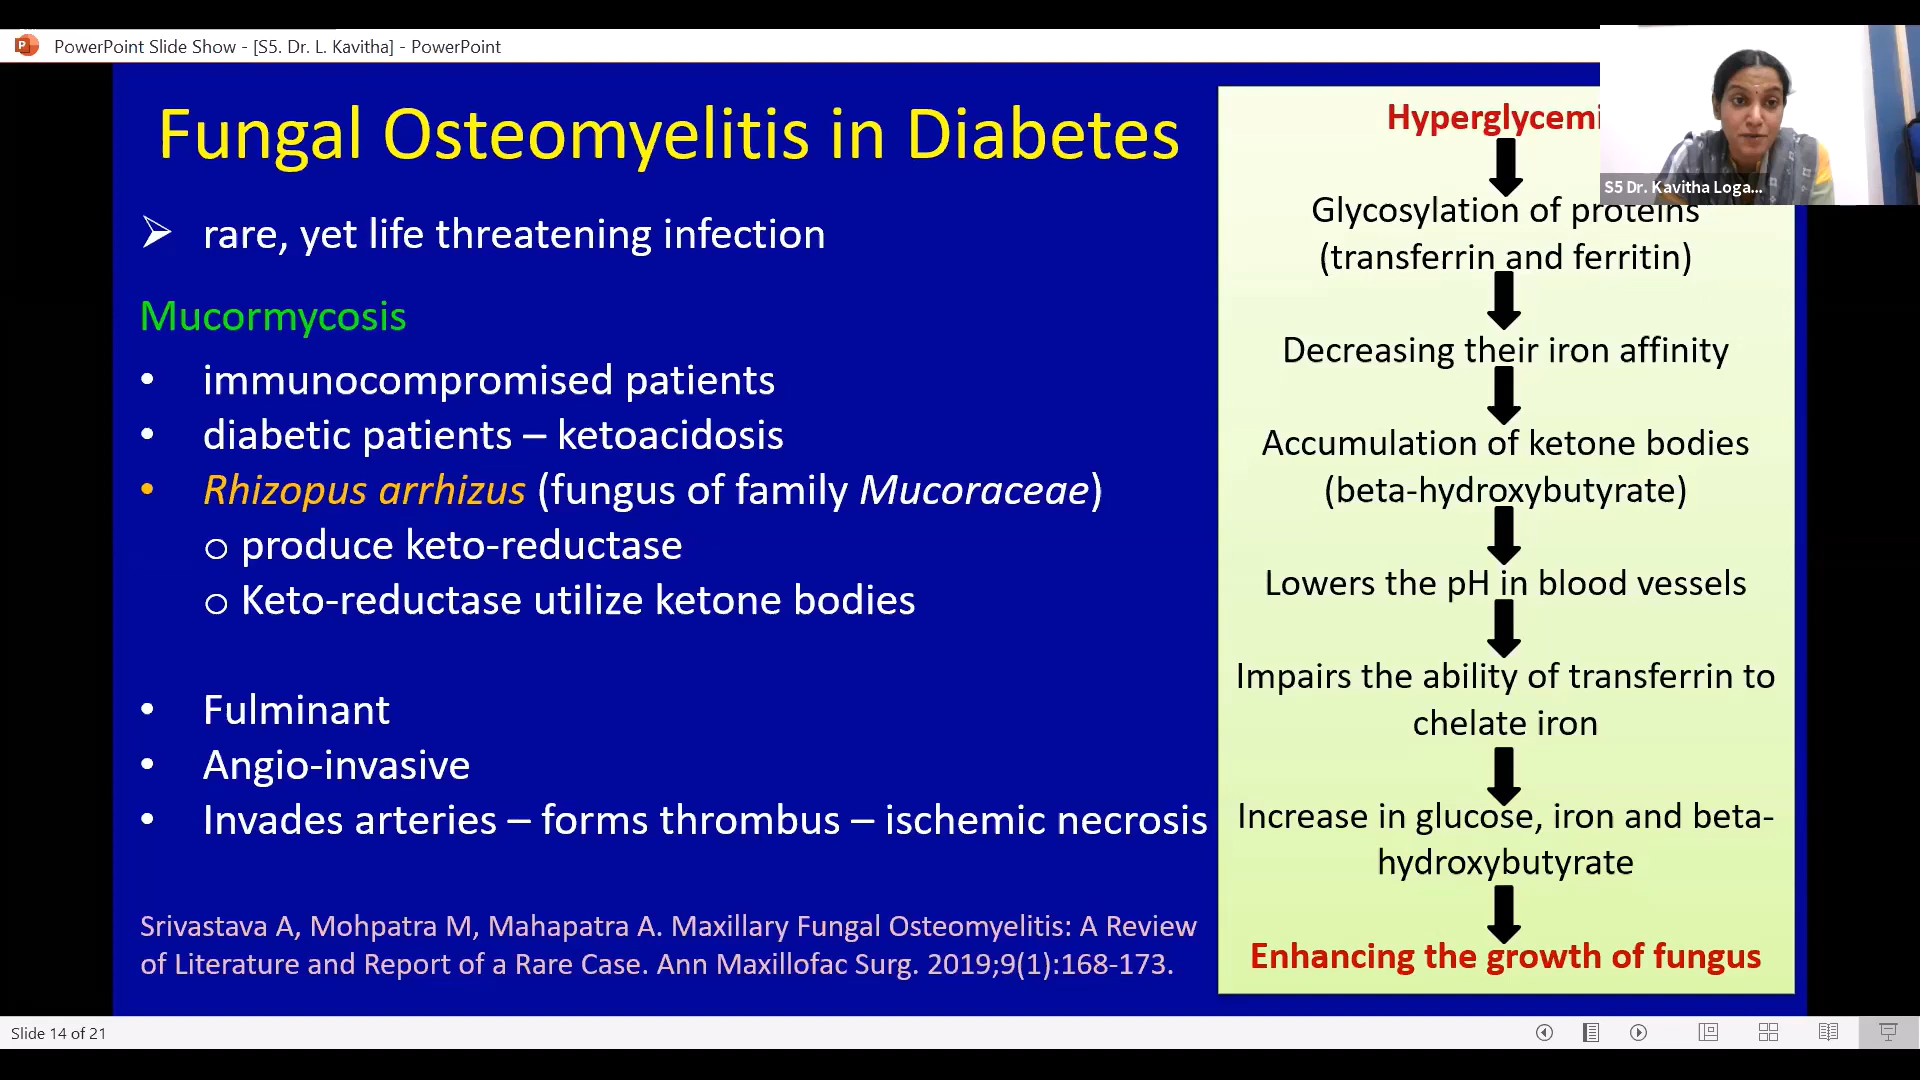 PowerPoint Slide Show - [S5. Dr. L. Kavitha] - PowerPoint
Fungal Osteomyelitis in Diabetes
➢ rare, yet life threatening infection
Mucormycosis
• immunocompromised patients
• diabetic patients – ketoacidosis
• Rhizopus arrhizus (fungus of family Mucoraceae)
o produce keto-reductase
o Keto-reductase utilize ketone bodies
• Fulminant
• Angio-invasive
• Invades arteries – forms thrombus – ischemic necrosis
Srivastava A, Mohpatra M, Mahapatra A. Maxillary Fungal Osteomyelitis: A Review
of Literature and Report of a Rare Case. Ann Maxillofac Surg. 2019;9(1):168-173.
Hyperglycemi
Glycosylation of proteins
(transferrin and ferritin)
Decreasing their iron affinity
Accumulation of ketone bodies
(beta-hydroxybutyrate)
Lowers the pH in blood vessels
Impairs the ability of transferrin to
chelate iron
Increase in glucose, iron and beta-
hydroxybutyrate
Enhancing the growth of fungus
S5 Dr. Kavitha Loga...
Slide 14 of 21